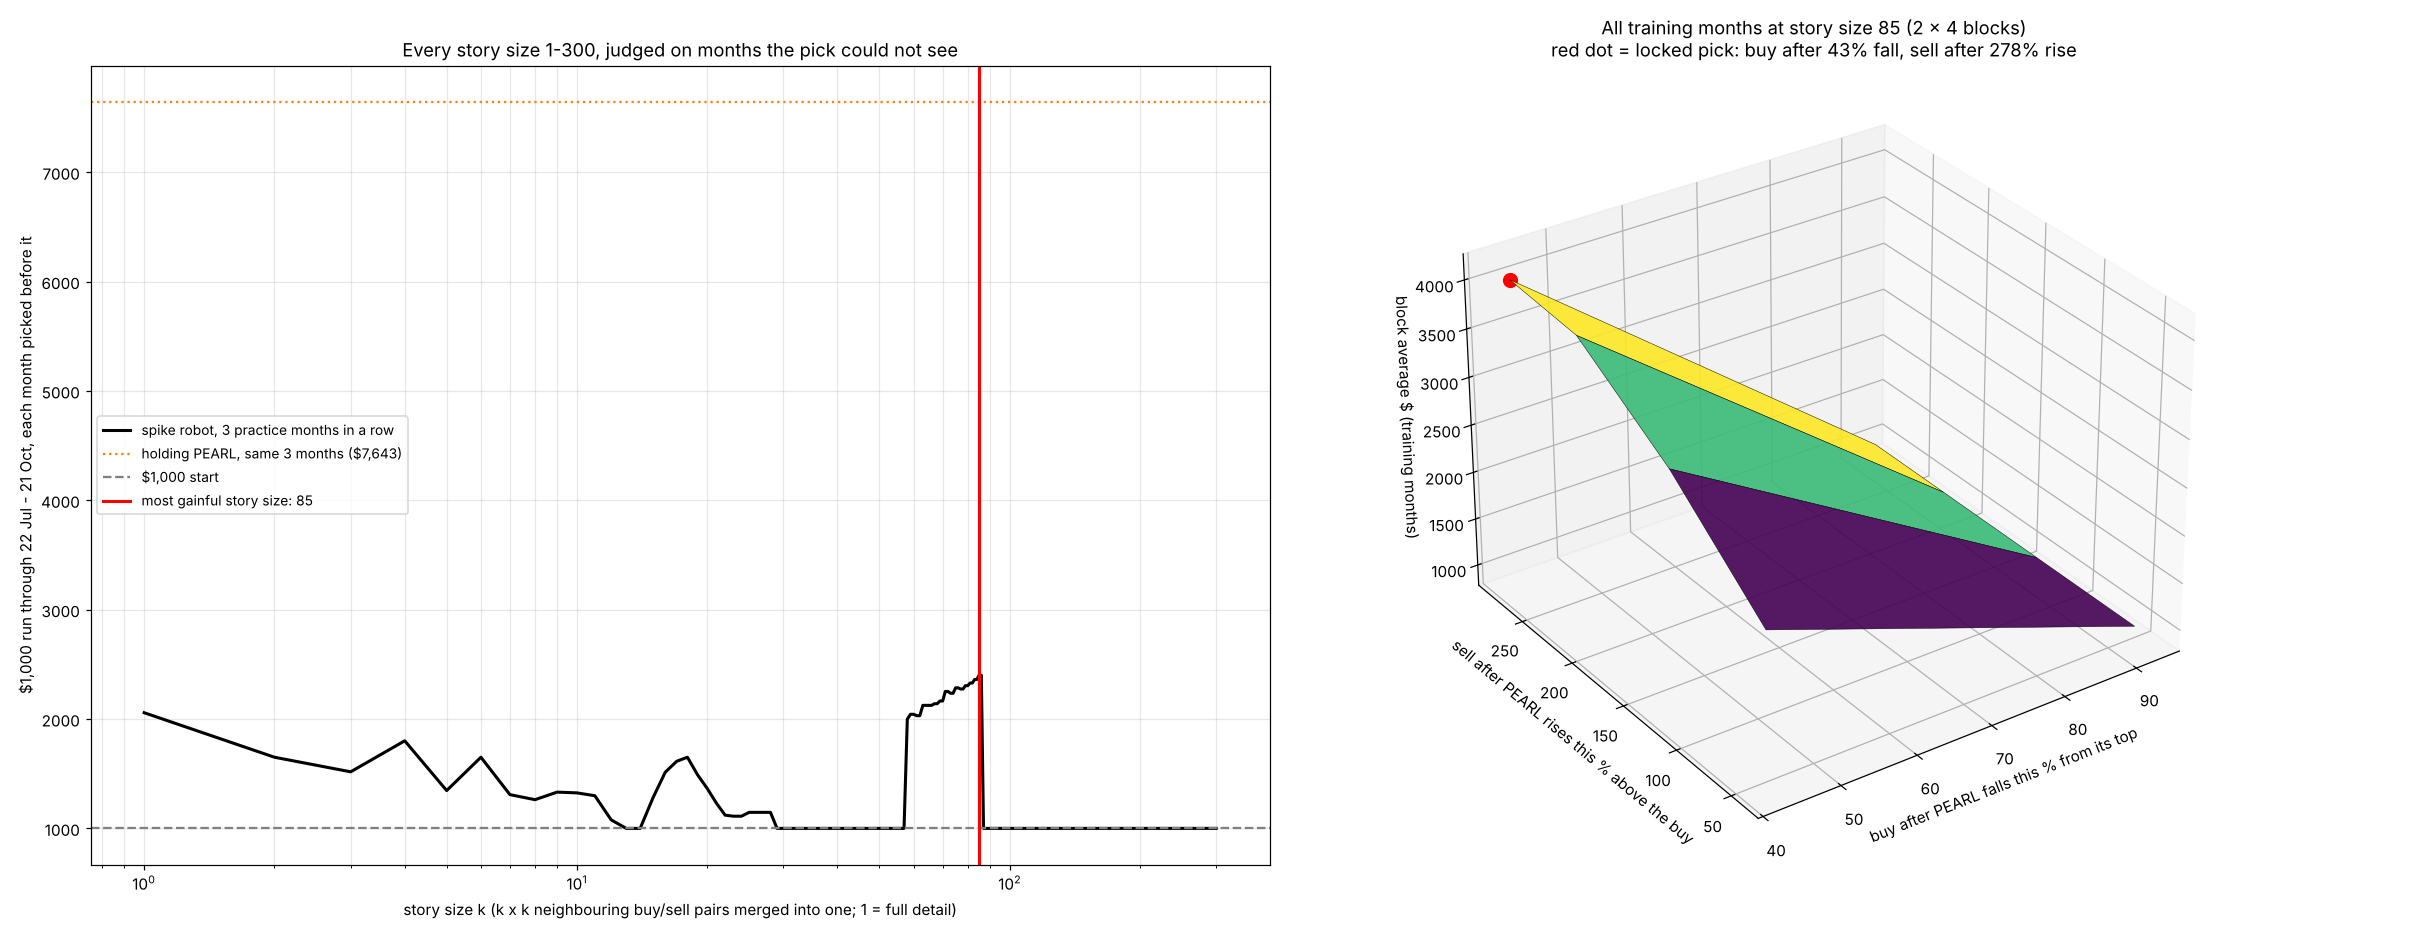 Every story size 1-300, judged on months the pick could not see
$1,000 run through 22 Jul - 21 Oct, each month picked before it
7000
6000
5000
4000
3000
2000
1000
spike robot, 3 practice months in a row
holding PEARL, same 3 months ($7,643)
$1,000 start
most gainful story size: 85
10⁰
10¹
10²
story size k (k x k neighbouring buy/sell pairs merged into one; 1 = full detail)
All training months at story size 85 (2 × 4 blocks)
red dot = locked pick: buy after 43% fall, sell after 278% rise
block average $ (training months)
4000
3500
3000
2500
2000
1500
1000
sell after PEARL rises this % above the buy
250
200
150
100
50
buy after PEARL falls this % from its top
40
50
60
70
80
90